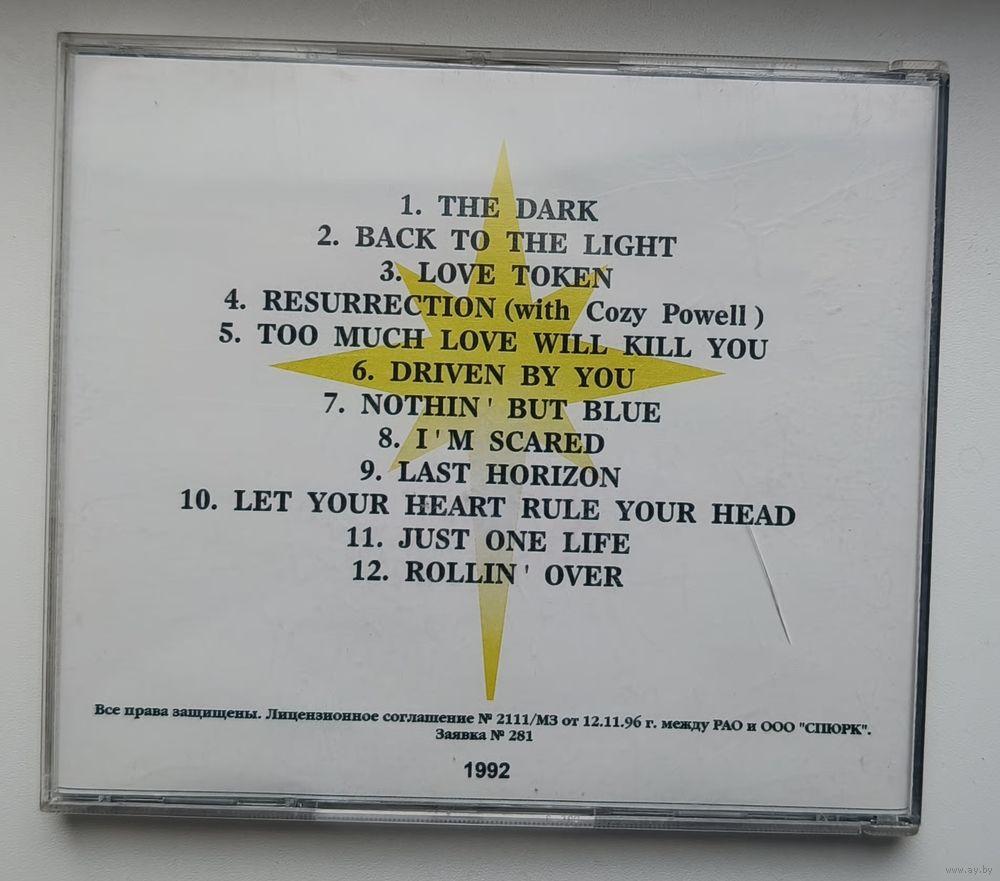 1. THE DARK
2. BACK TO THE LIGHT
3. LOVE TOKEN
4. RESURRECTION (with Cozy Powell )
5. TOO MUCH LOVE WILL KILL YOU
6. DRIVEN BY YOU
7. NOTHIN' BUT BLUE
8. I'M SCARED
9. LAST HORIZON
10. LET YOUR HEART RULE YOUR HEAD
11. JUST ONE LIFE
12. ROLLIN' OVER
Все права защищены. Лицензионное соглашение № 2111/МЗ от 12.11.96 г. между РАО и ООО "СПЮРК".
Заявка № 281
1992
www.ay.by